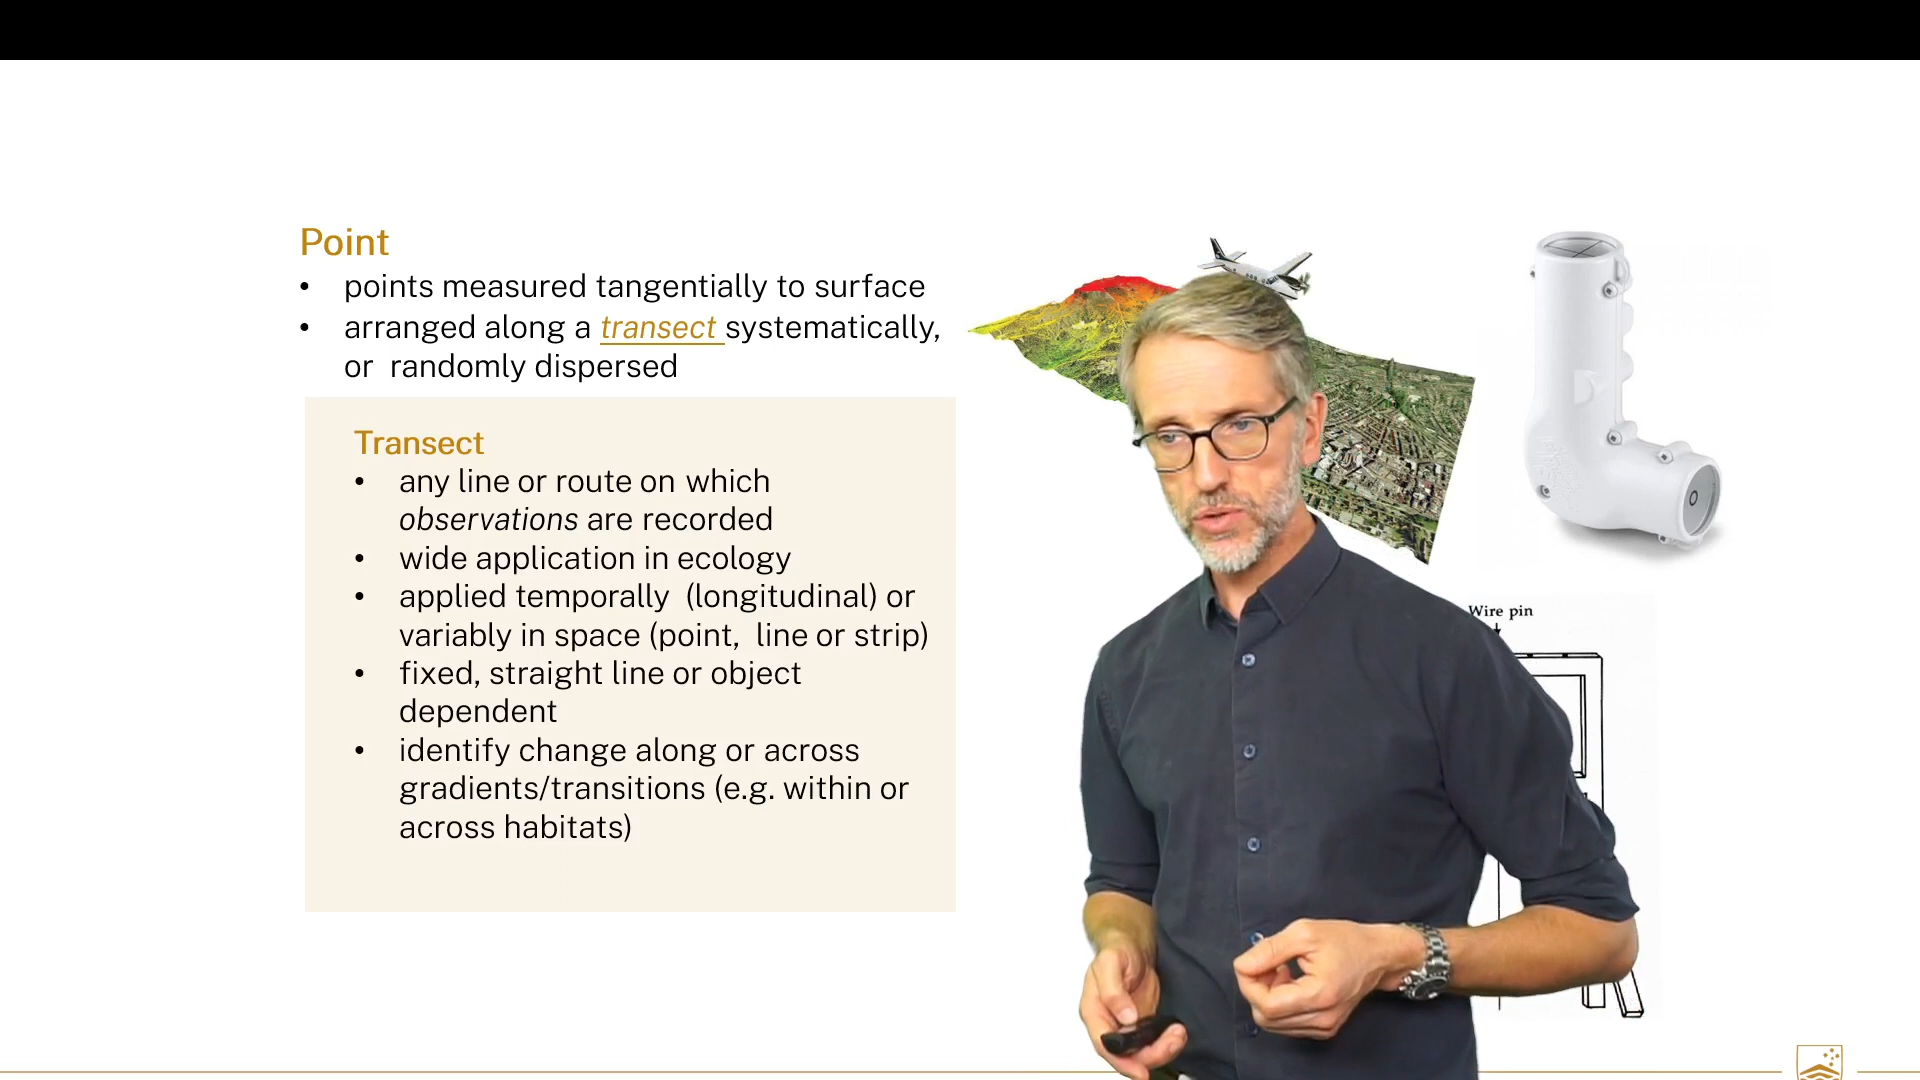 Point
• points measured tangentially to surface
• arranged along a transect systematically,
or randomly dispersed
Transect
• any line or route on which
observations are recorded
• wide application in ecology
• applied temporally (longitudinal) or
variably in space (point, line or strip)
• fixed, straight line or object
dependent
• identify change along or across
gradients/transitions (e.g. within or
across habitats)
Wire pin